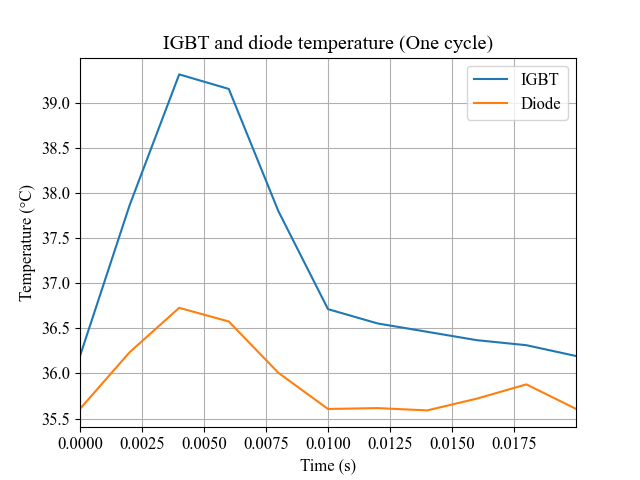 IGBT and diode temperature (One cycle)
IGBT
Diode
Temperature (°C)
39.0
38.5
38.0
37.5
37.0
36.5
36.0
35.5
0.0000 0.0025 0.0050 0.0075 0.0100 0.0125 0.0150 0.0175
Time (s)